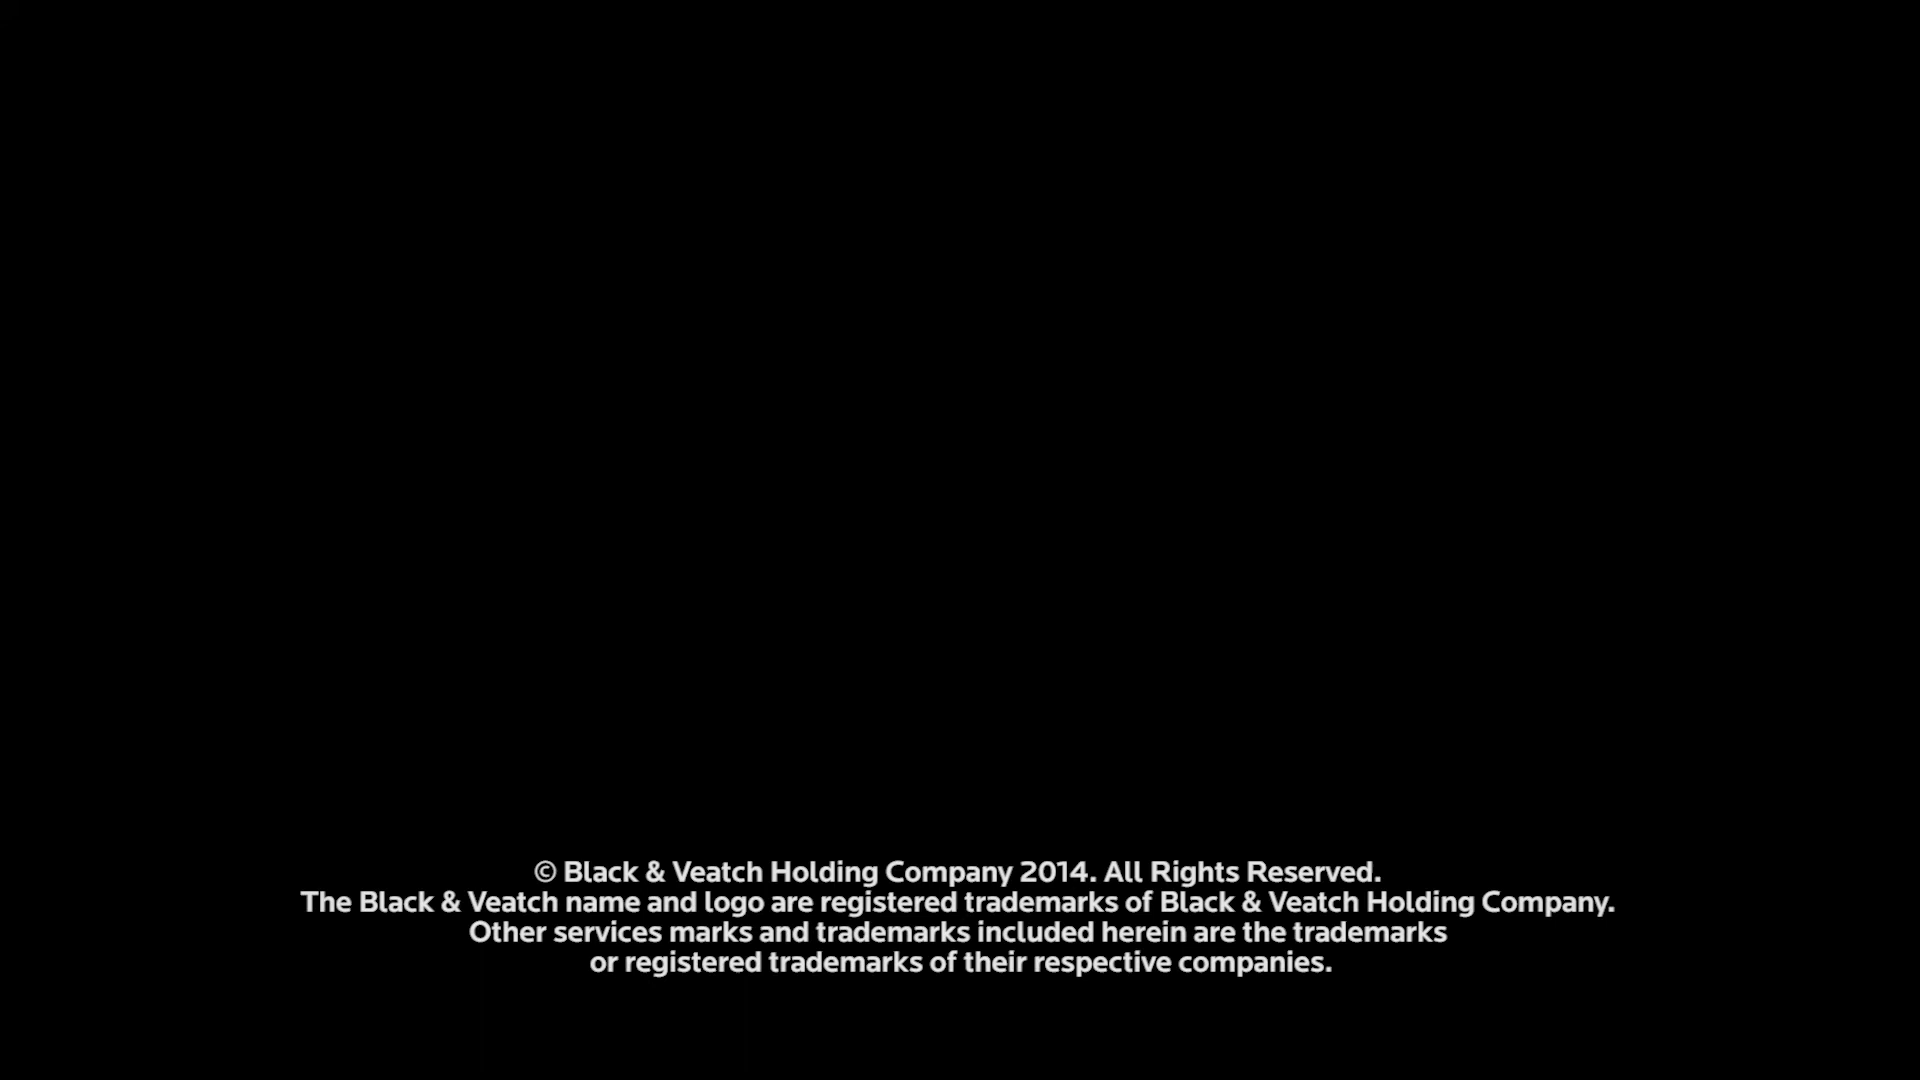 © Black & Veatch Holding Company 2014. All Rights Reserved.
The Black & Veatch name and logo are registered trademarks of Black & Veatch Holding Company.
Other services marks and trademarks included herein are the trademarks
or registered trademarks of their respective companies.